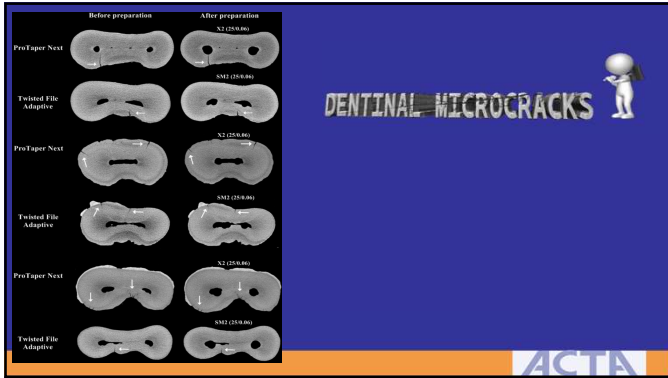 Before preparation After preparation
X2 (25/0.06)
ProTaper Next
SM2 (25/0.06)
Twisted File
Adaptive
X2 (25/0.06)
ProTaper Next
SM2 (25/0.06)
Twisted File
Adaptive
X2 (25/0.06)
ProTaper Next
SM2 (25/0.06)
Twisted File
Adaptive
DENTINAL MICROCRACKS
ACTA